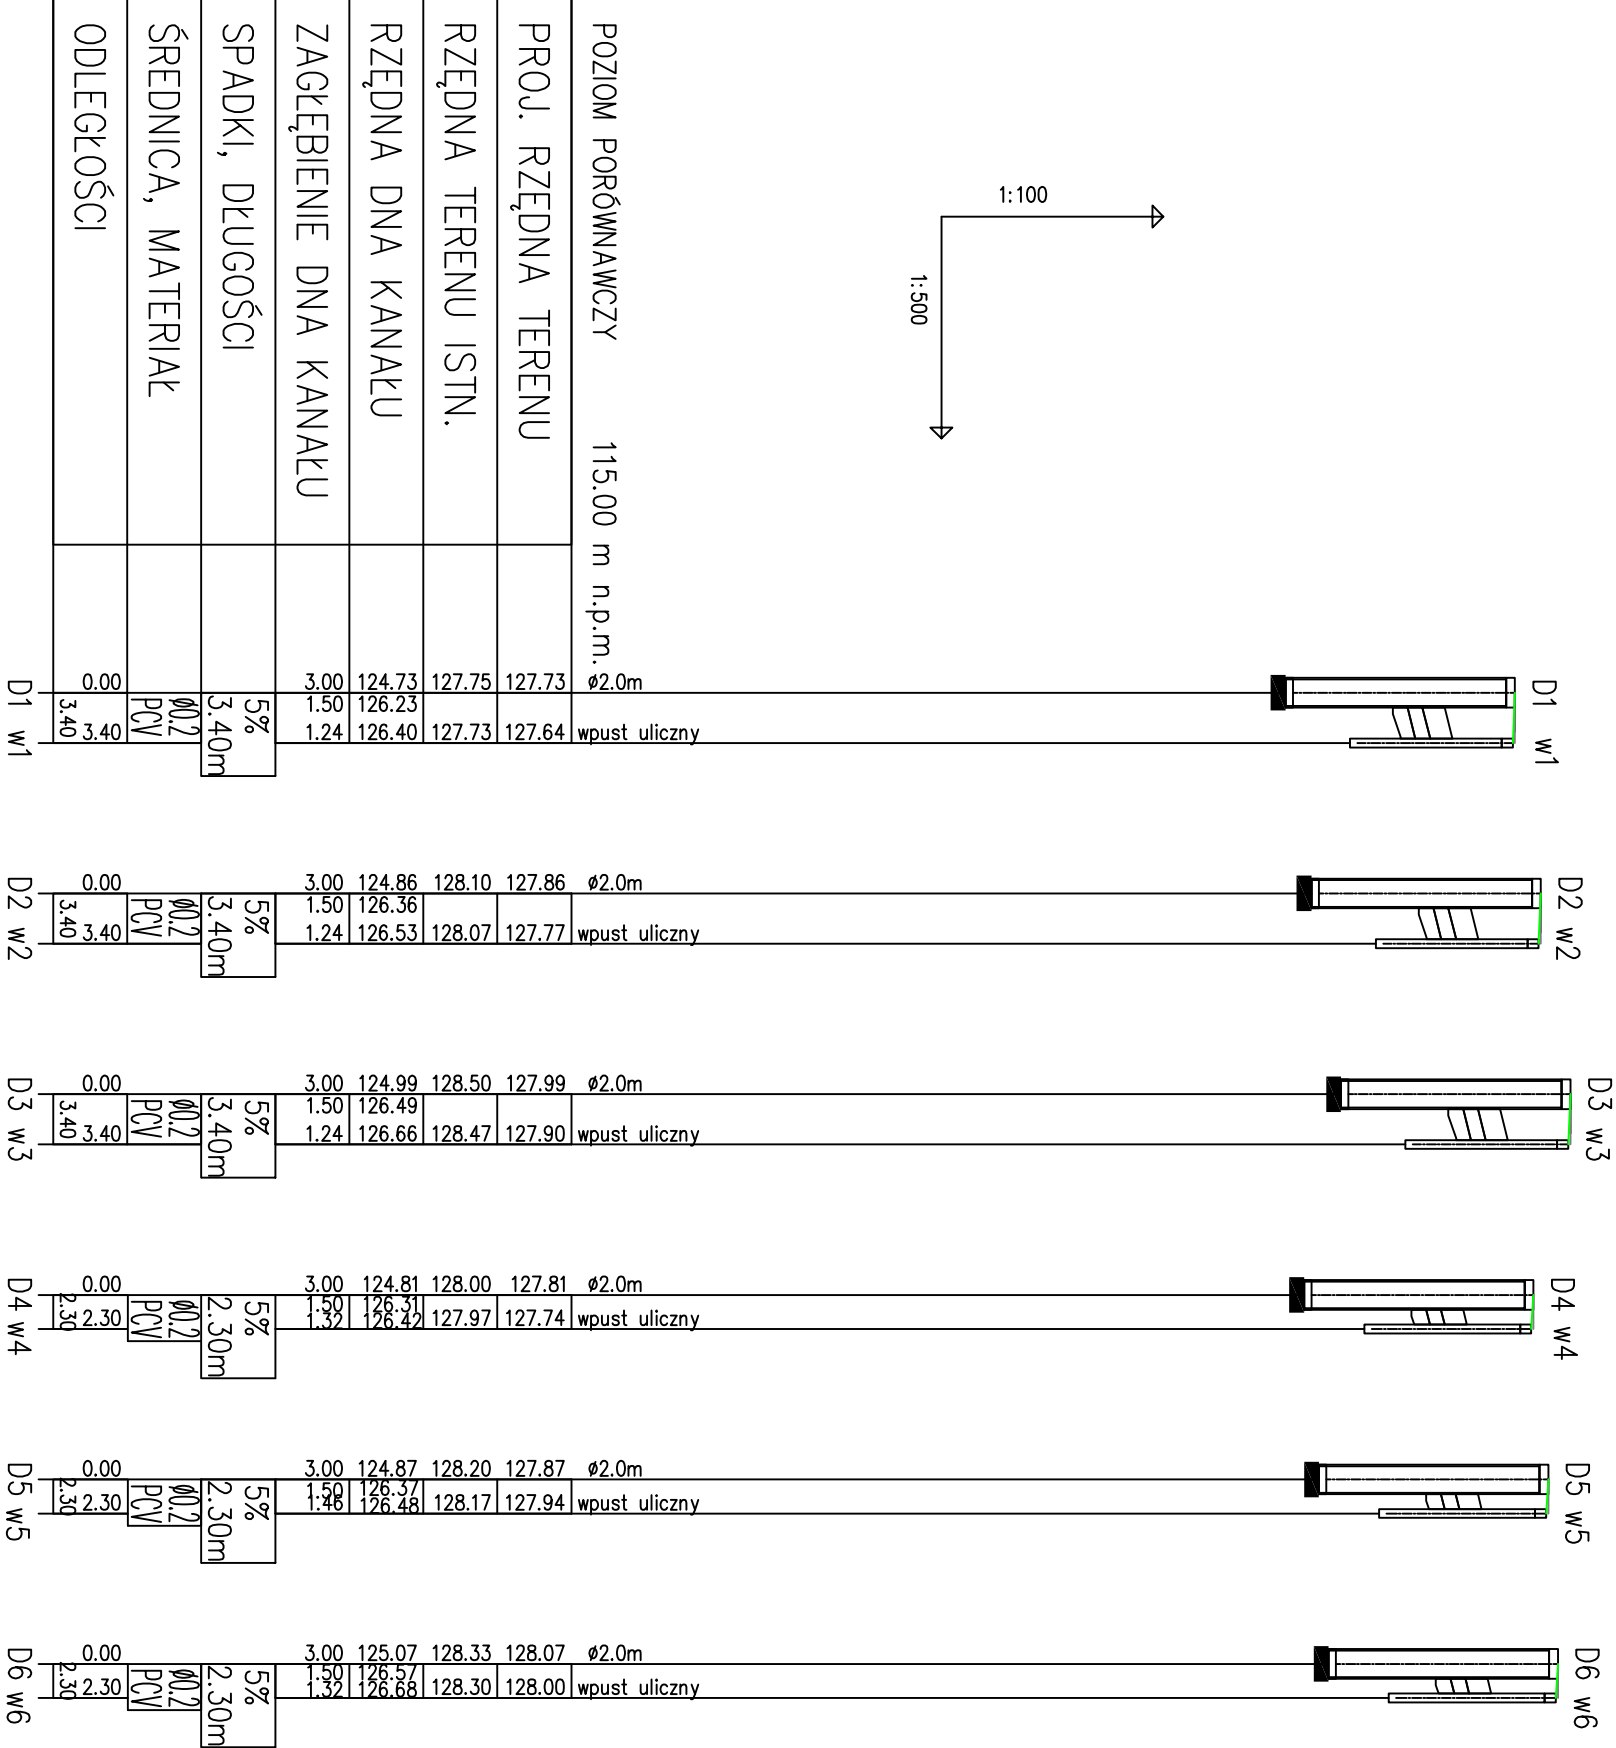 1:100
1:500
POZIOM PORÓWNAWCZY 115.00 m n.p.m.
PROJ. RZĘDNA TERENU
RZĘDNA TERENU ISTN.
RZĘDNA DNA KANAŁU
ZAGŁĘBIENIE DNA KANAŁU
SPADKI, DŁUGOŚCI
ŚREDNICA, MATERIAŁ
ODLEGŁOŚCI
D1 w1
ø2.0m
wpust uliczny
127.73 127.64
127.75 127.73
124.73 126.23 126.40
3.00 1.50 1.24
5%
3.40m
ø0.2
PCV
0.00 3.40
3.40
D1 w1
D2 w2
ø2.0m
wpust uliczny
127.86 127.77
128.10 128.07
124.86 126.36 126.53
3.00 1.50 1.24
5%
3.40m
ø0.2
PCV
0.00 3.40
3.40
D2 w2
D3 w3
ø2.0m
wpust uliczny
127.99 127.90
128.50 128.47
124.99 126.49 126.66
3.00 1.50 1.24
5%
3.40m
ø0.2
PCV
0.00 3.40
3.40
D3 w3
D4 w4
ø2.0m
wpust uliczny
127.81 127.74
128.00 127.97
124.81 126.31 126.42
3.00 1.50 1.32
5%
2.30m
ø0.2
PCV
0.00 2.30
2.30
D4 w4
D5 w5
ø2.0m
wpust uliczny
127.87 127.94
128.20 128.17
124.87 126.37 126.48
3.00 1.50 1:46
5%
2.30m
ø0.2
PCV
0.00 2.30
2.30
D5 w5
D6 w6
ø2.0m
wpust uliczny
128.07 128.00
128.33 128.30
125.07 126.57 126.68
3.00 1.50 1.32
5%
2.30m
ø0.2
PCV
0.00 2.30
2.30
D6 w6